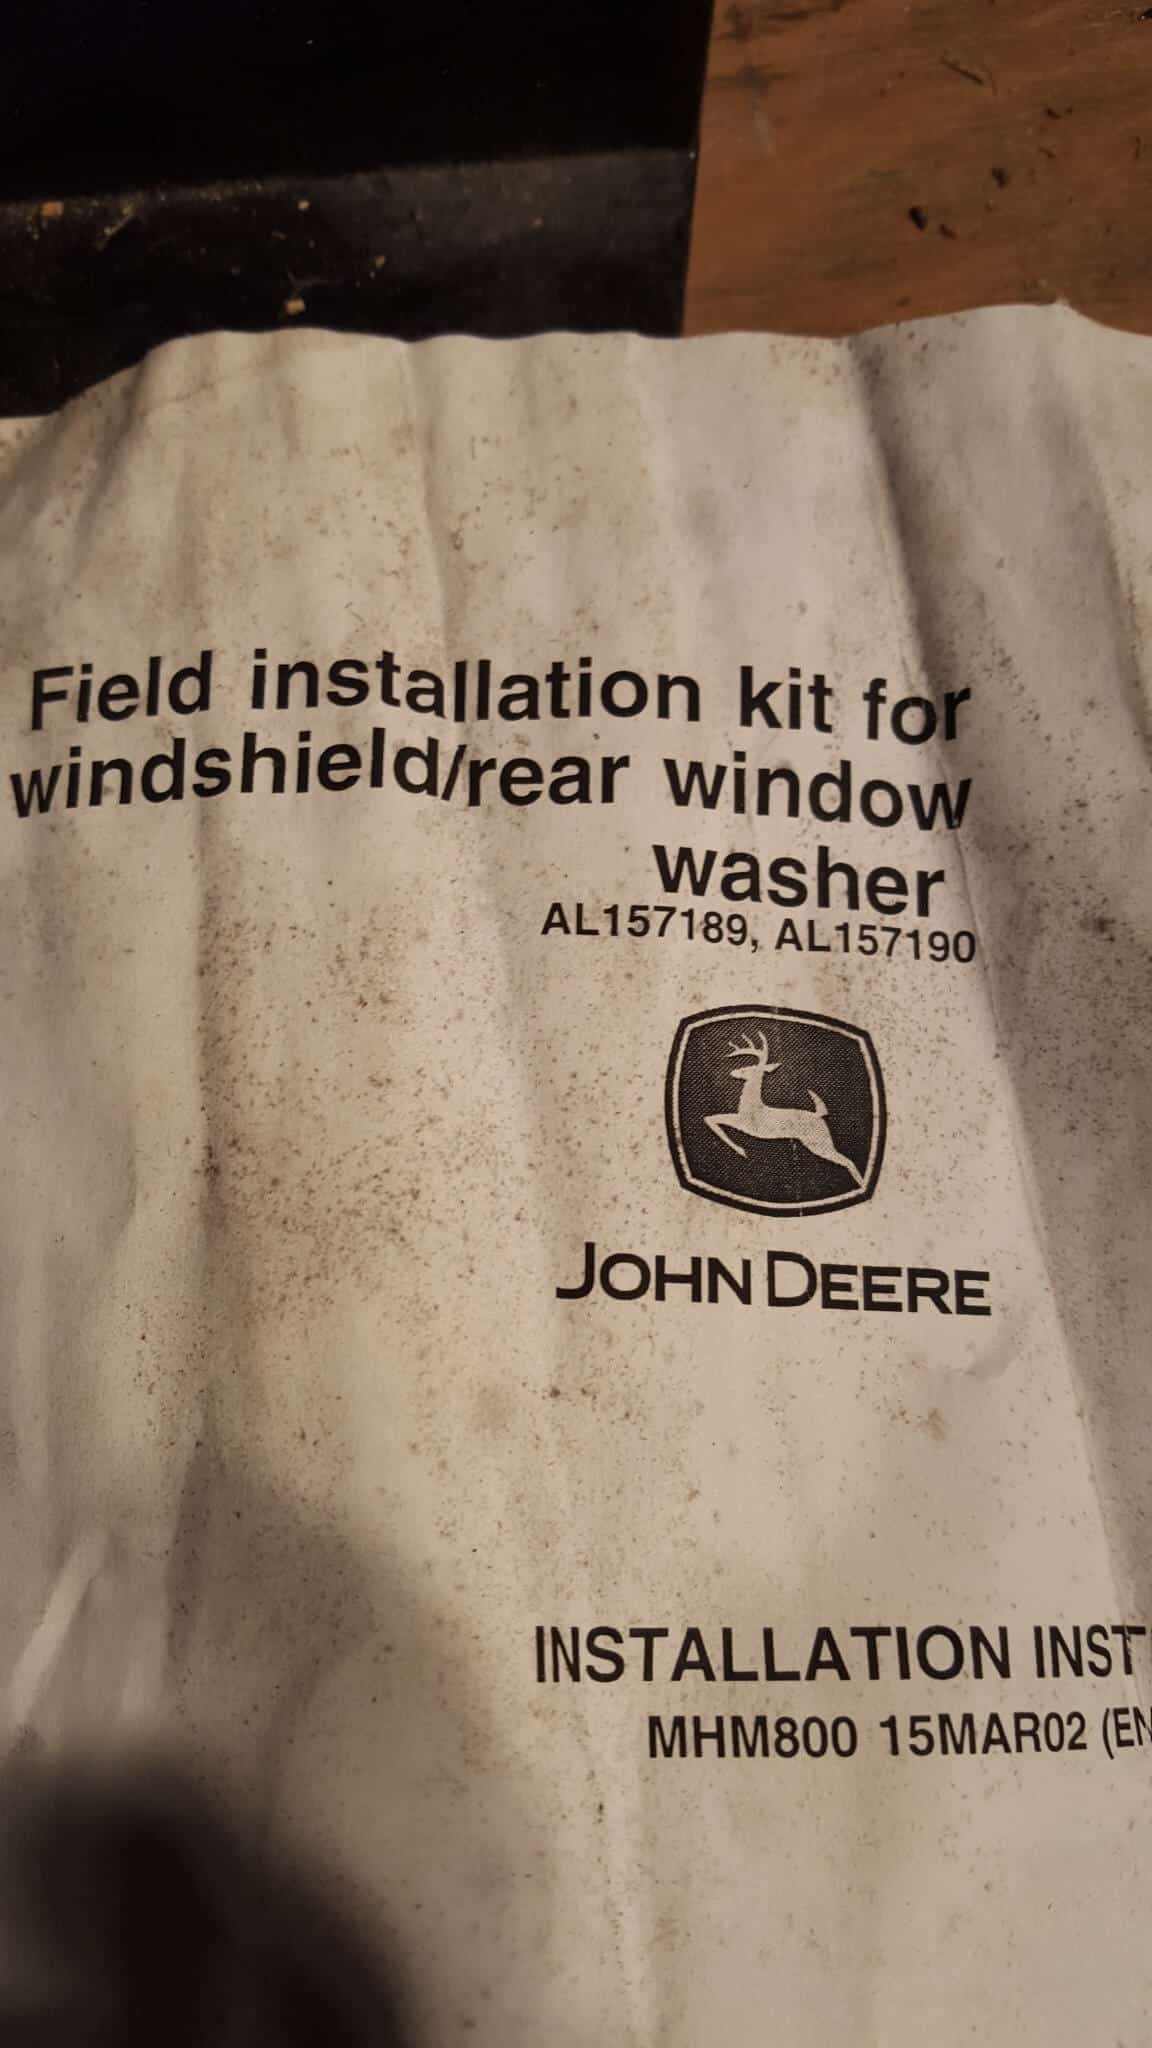 Field installation kit for
windshield/rear window
washer
AL157189, AL157190
JOHN DEERE
INSTALLATION INST
MHM800 15MAR02 (EN